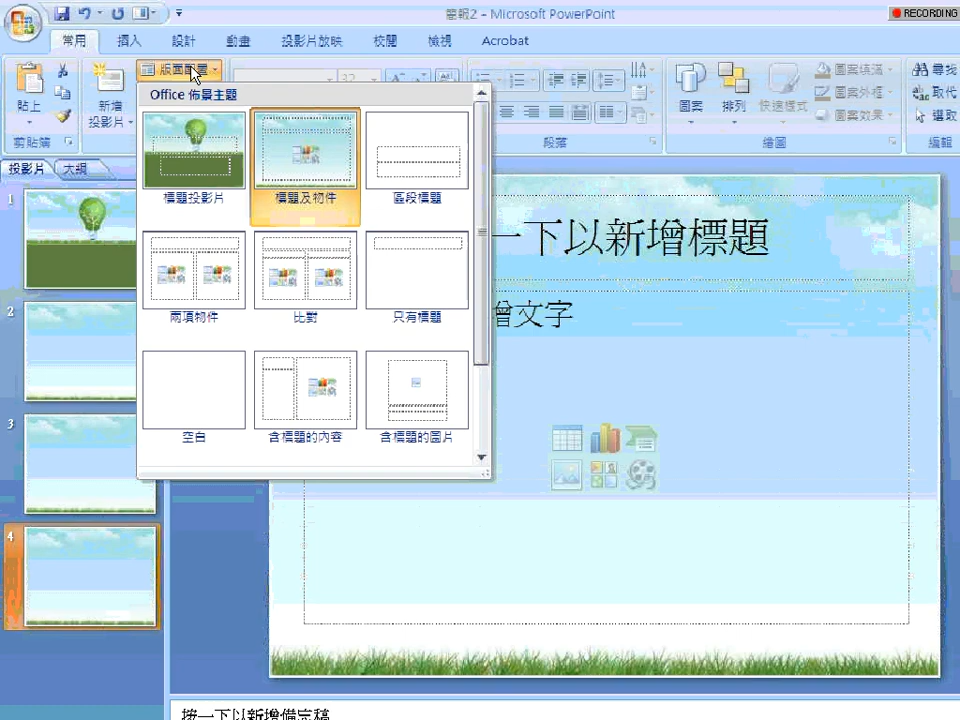 簡報2 - Microsoft PowerPoint
RECORDING
常用 插入 設計 動畫 投影片放映 校閱 檢視 Acrobat
版面配置
32
貼上
新增
投影片
剪貼簿
段落
圖案
排列
快速樣式
圖案填滿
圖案外框
圖案效果
繪圖
尋找
取代
選取
編輯
Office 佈景主題
標題投影片 標題及物件 區段標題
兩項物件 比對 只有標題
空白 含標題的內容 含標題的圖片
投影片 大綱
1
2
3
4
一下以新增標題
增文字
按一下以新增備忘稿